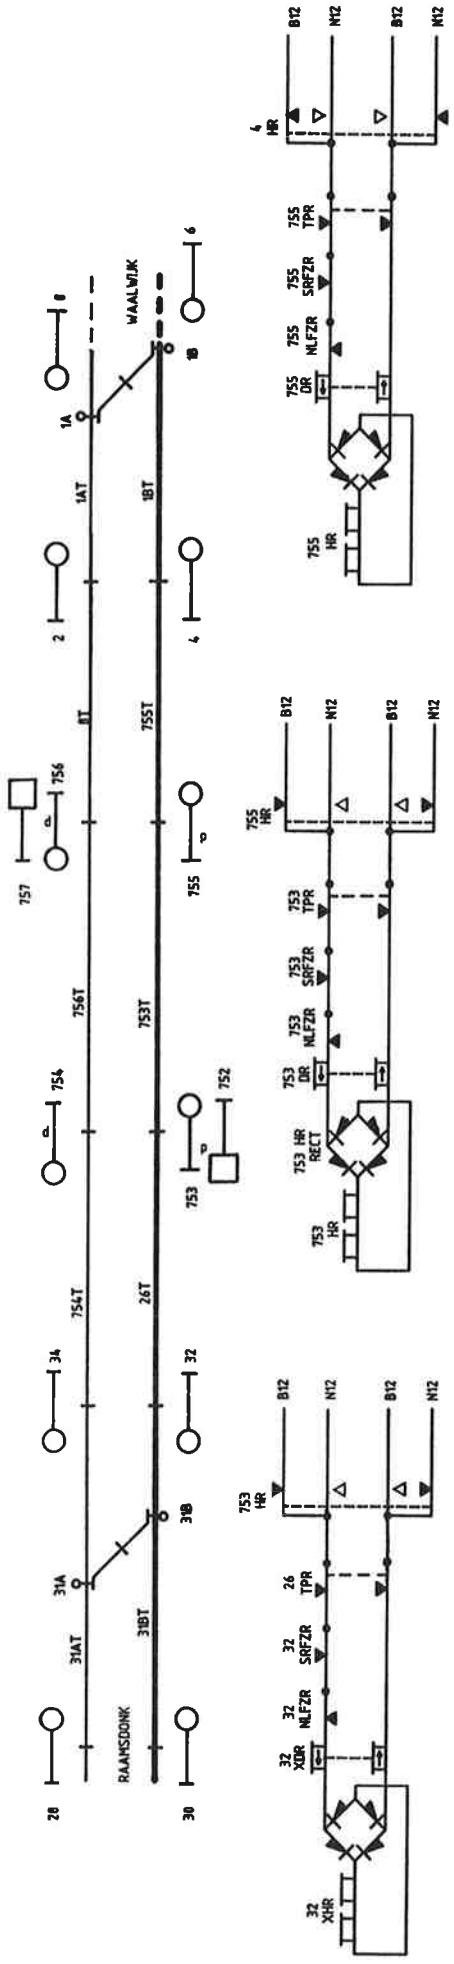 28
34
754
757
756
2
8
31A
1A
31AT
754T
756T
8T
1AT
RAAMSDONK
WAALWIJK
31BT
26T
753T
755T
1BT
31B
1B
30
32
753
p
752
755
p
4
6
32
XHR
32
XDR
32
NLFZR
32
SRFZR
26
TPR
753
HR
B12
N12
B12
N12
753
HR
753 HR
RECT
753
DR
753
NLFZR
753
SRFZR
753
TPR
755
HR
B12
N12
B12
N12
755
HR
755
DR
755
NLFZR
755
SRFZR
755
TPR
4
HR
B12
N12
B12
N12